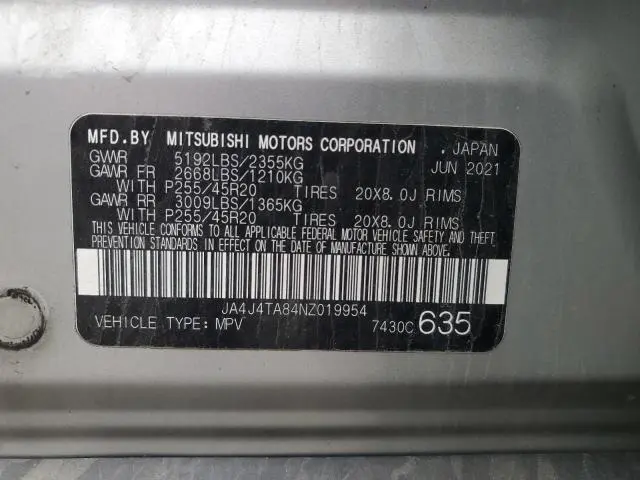 MFD.BY MITSUBISHI MOTORS CORPORATION . JAPAN
GWWR 5192LBS/2355KG JUN 2021
GAWR FR 2668LBS/1210KG
WITH P255/45R20 TIRES 20X8.0J RIMS
GAWR RR 3009LBS/1365KG
WITH P255/45R20 TIRES 20X8.0J RIMS
THIS VEHICLE CONFORMS TO ALL APPLICABLE FEDERAL MOTOR VEHICLE SAFETY AND THEFT
PREVENTION STANDARDS IN EFFECT ON THE DATE OF MANUFACTURE SHOWN ABOVE.
JA4J4TA84NZ019954
VEHICLE TYPE: MPV 7430C 635